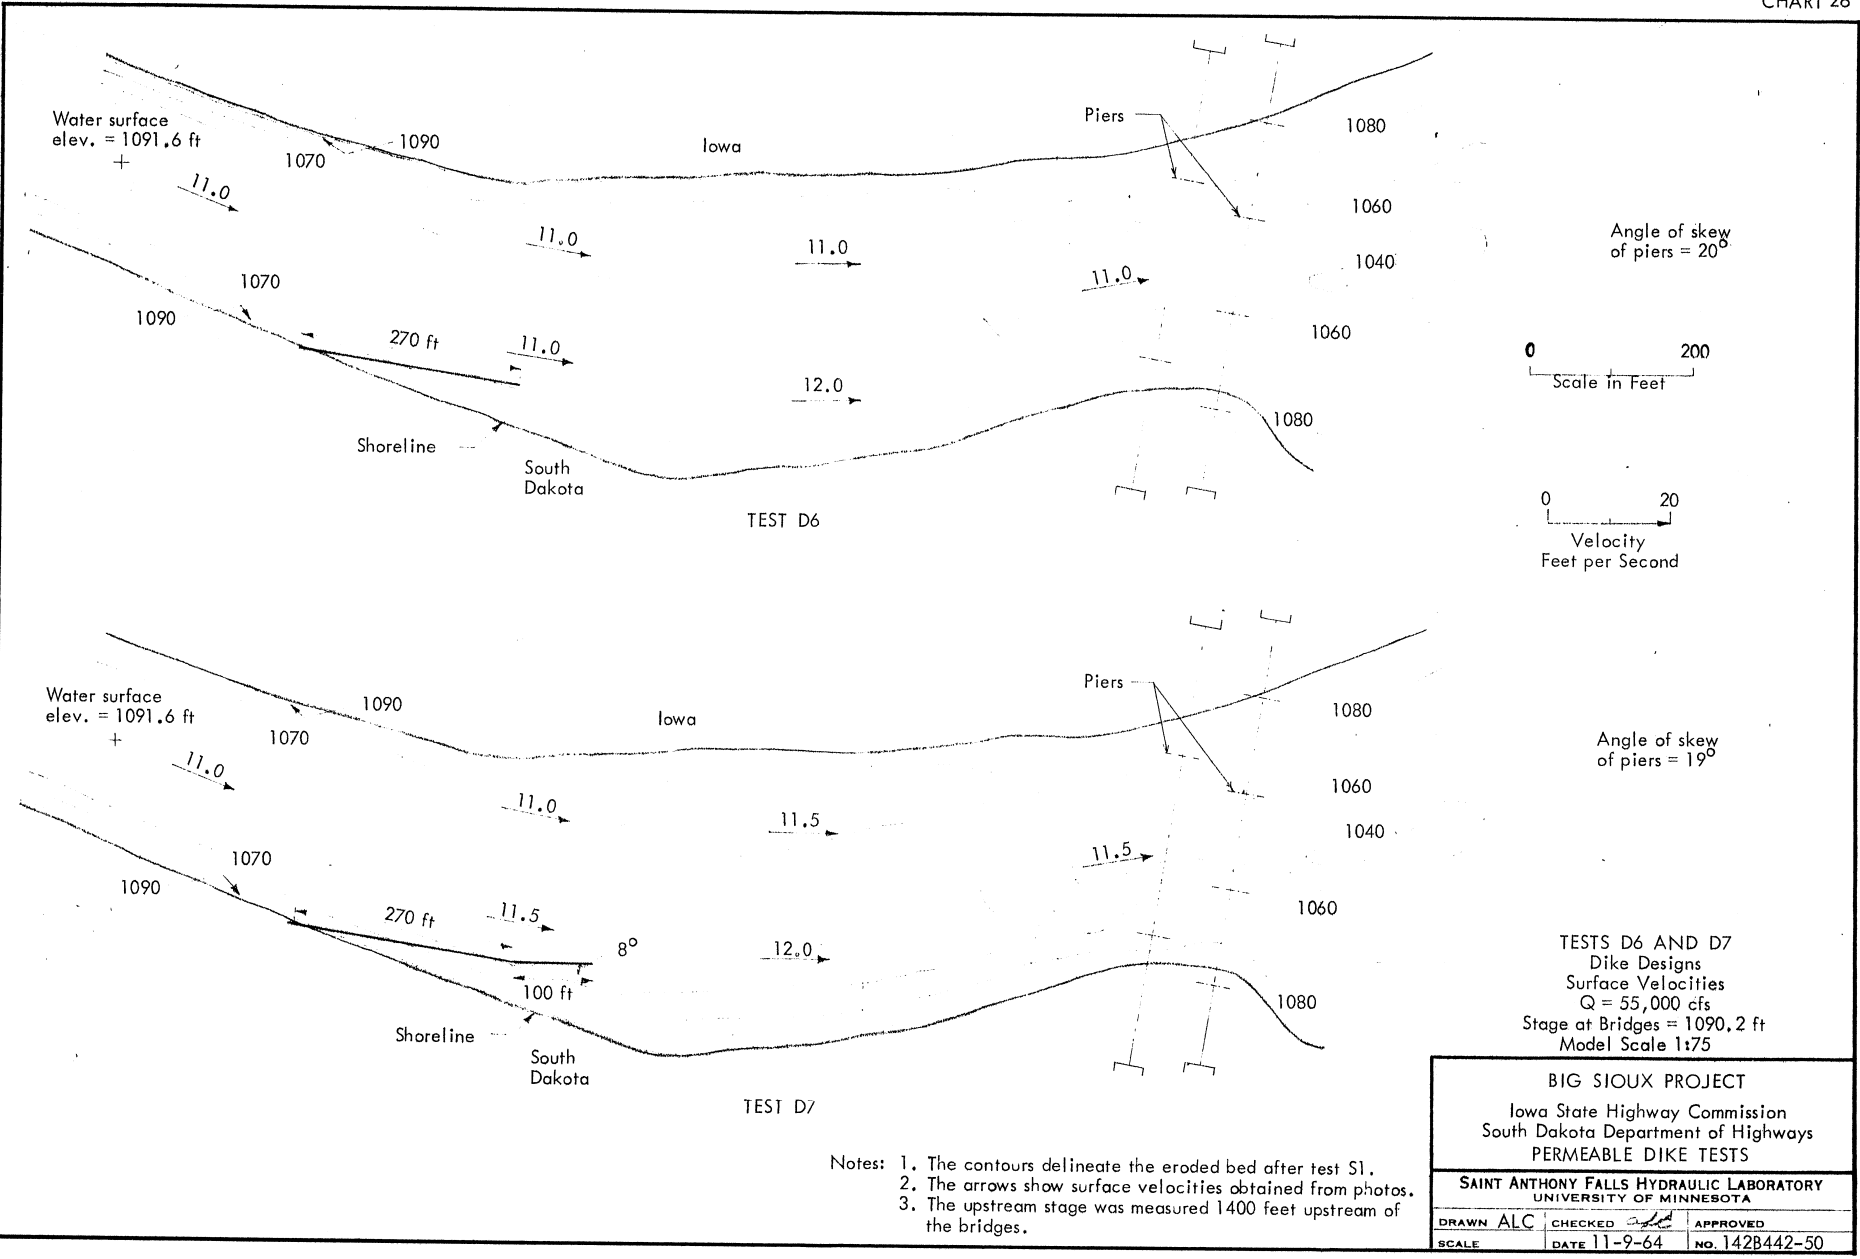 CHART 26
Water surface
elev. = 1091.6 ft
1090
1070
Iowa
Piers
1080
1060
1040
1060
1080
11.0
11.0
11.0
11.0
1070
1090
270 ft
11.0
12.0
Shoreline
South
Dakota
TEST D6
Angle of skew
of piers = 20°
0 200
Scale in Feet
0 20
Velocity
Feet per Second
Water surface
elev. = 1091.6 ft
1090
1070
Iowa
Piers
1080
1060
1040
1060
1080
11.0
11.0
11.5
11.5
1070
1090
270 ft
11.5
8°
12.0
100 ft
Shoreline
South
Dakota
TEST D7
Angle of skew
of piers = 19°
TESTS D6 AND D7
Dike Designs
Surface Velocities
Q = 55,000 cfs
Stage at Bridges = 1090.2 ft
Model Scale 1:75
Notes: 1. The contours delineate the eroded bed after test S1.
2. The arrows show surface velocities obtained from photos.
3. The upstream stage was measured 1400 feet upstream of
the bridges.
BIG SIOUX PROJECT
Iowa State Highway Commission
South Dakota Department of Highways
PERMEABLE DIKE TESTS
SAINT ANTHONY FALLS HYDRAULIC LABORATORY
UNIVERSITY OF MINNESOTA
DRAWN ALC CHECKED APPROVED
SCALE DATE 11-9-64 NO. 142B442-50